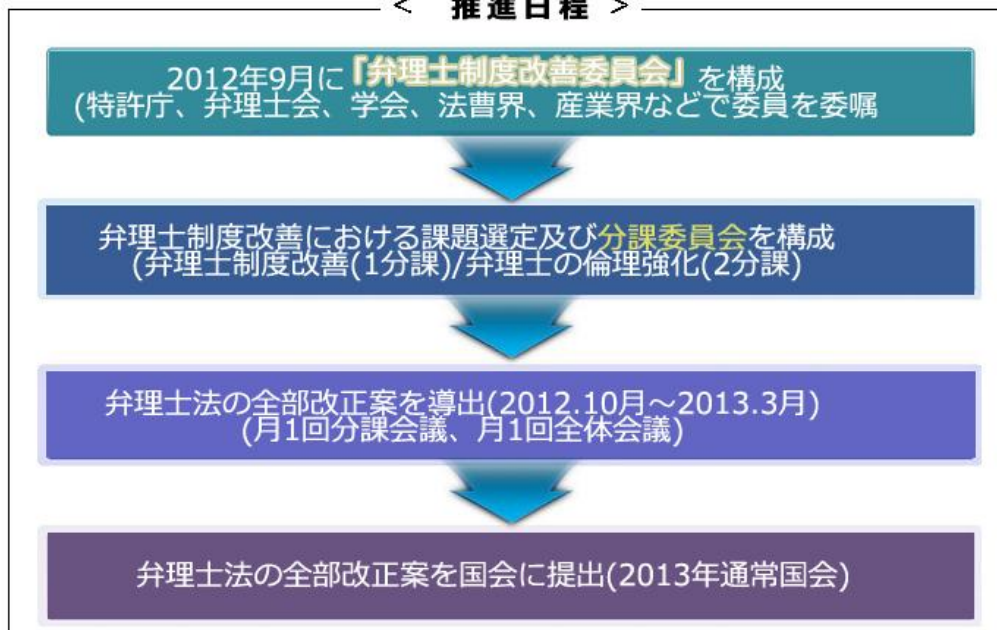 < 推進日程 >
2012年9月に「弁理士制度改善委員会」を構成
(特許庁、弁理士会、学会、法曹界、産業界などで委員を委嘱
弁理士制度改善における課題選定及び分課委員会を構成
(弁理士制度改善(1分課)/弁理士の倫理強化(2分課)
弁理士法の全部改正案を導出(2012.10月～2013.3月)
(月1回分課会議、月1回全体会議)
弁理士法の全部改正案を国会に提出(2013年通常国会)